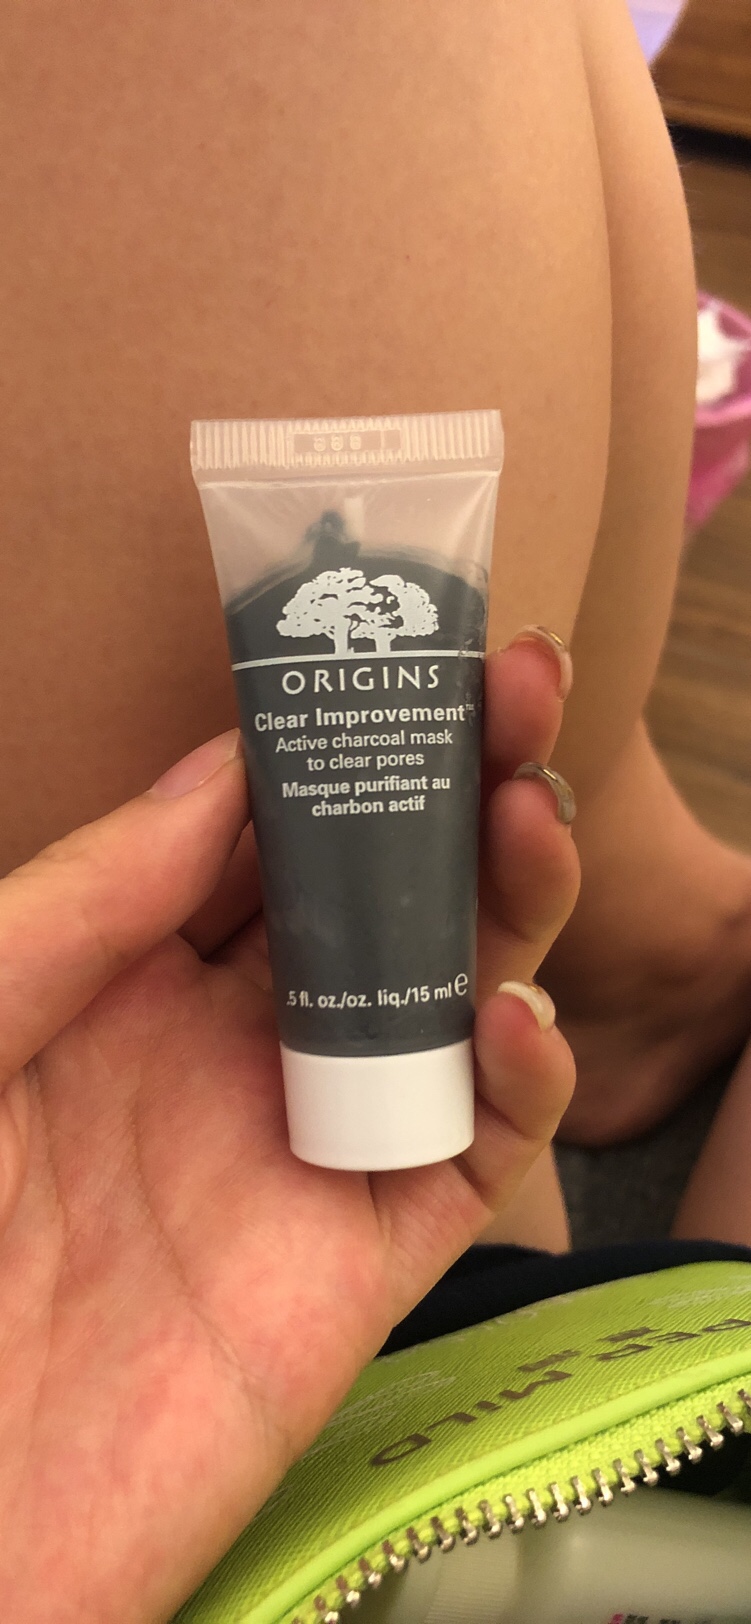 ORIGINS
Clear Improvement™
Active charcoal mask
to clear pores
Masque purifiant au
charbon actif
.5 fl. oz./oz. liq./15 ml e
MILD